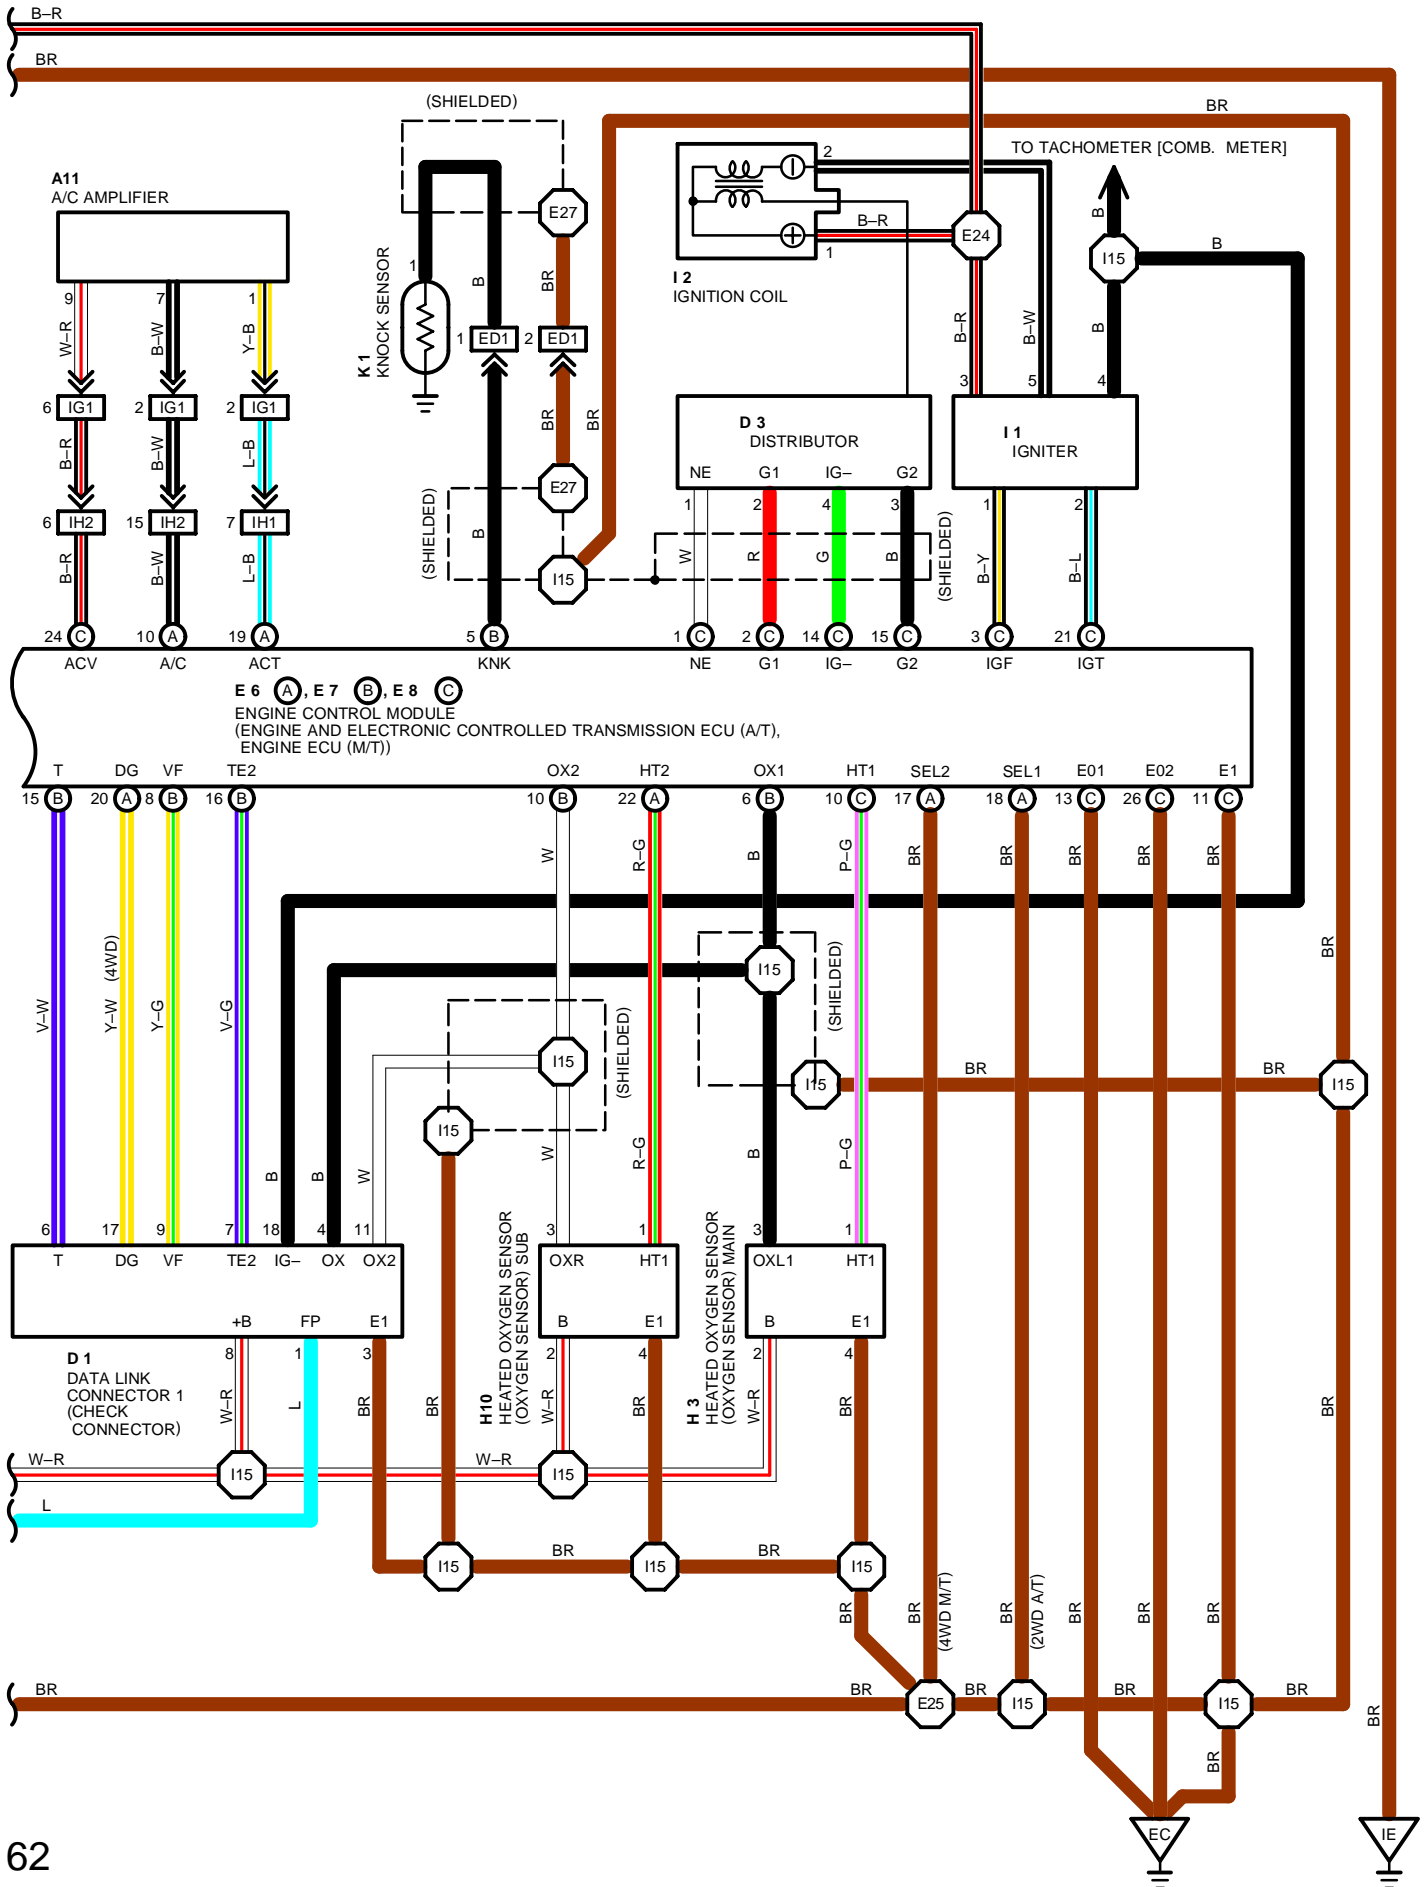 B–R
BR
(SHIELDED)
BR
TO TACHOMETER [COMB. METER]
A11
A/C AMPLIFIER
2
E27
B
B–R
E24
I15
B
1
KNOCK SENSOR
K 1
1
B
BR
I 2
IGNITION COIL
9
7
1
W–R
B–W
Y–B
1
ED1
2
ED1
B–R
B–W
B
3
5
4
6
IG1
2
IG1
2
IG1
B–R
B–W
L–B
BR
BR
D 3
DISTRIBUTOR
I 1
IGNITER
NE
G1
IG–
G2
E27
1
2
4
3
1
2
6
IH2
15
IH2
7
IH1
(SHIELDED)
B
(SHIELDED)
B–R
B–W
L–B
I15
W
R
G
B
B–Y
B–L
24
C
10
A
19
A
5
B
1
C
2
C
14
C
15
C
3
C
21
C
ACV
A/C
ACT
KNK
NE
G1
IG–
G2
IGF
IGT
E 6 A , E 7 B , E 8 C
ENGINE CONTROL MODULE
(ENGINE AND ELECTRONIC CONTROLLED TRANSMISSION ECU (A/T),
ENGINE ECU (M/T))
T
DG
VF
TE2
OX2
HT2
OX1
HT1
SEL2
SEL1
E01
E02
E1
15
B
20
A
8
B
16
B
10
B
22
A
6
B
10
C
17
A
18
A
13
C
26
C
11
C
W
R–G
B
P–G
BR
BR
BR
BR
BR
(4WD)
BR
I15
(SHIELDED)
V–W
Y–W
Y–G
V–G
I15
(SHIELDED)
I15
BR
BR
I15
I15
W
R–G
B
P–G
B
B
W
6
17
9
7
18
4
11
3
1
3
1
T
DG
VF
TE2
IG–
OX
OX2
OXR
HT1
OXL1
HT1
+B
FP
E1
B
E1
B
E1
HEATED OXYGEN SENSOR
(OXYGEN SENSOR) SUB
H10
HEATED OXYGEN SENSOR
(OXYGEN SENSOR) MAIN
H 3
8
1
3
2
4
2
4
D 1
DATA LINK
CONNECTOR 1
(CHECK
CONNECTOR)
W–R
L
BR
BR
W–R
BR
W–R
BR
BR
W–R
I15
W–R
I15
L
I15
BR
I15
BR
I15
BR
BR
(4WD M/T)
BR
(2WD A/T)
BR
BR
BR
BR
BR
E25
BR
I15
BR
I15
BR
BR
BR
EC
IE
62